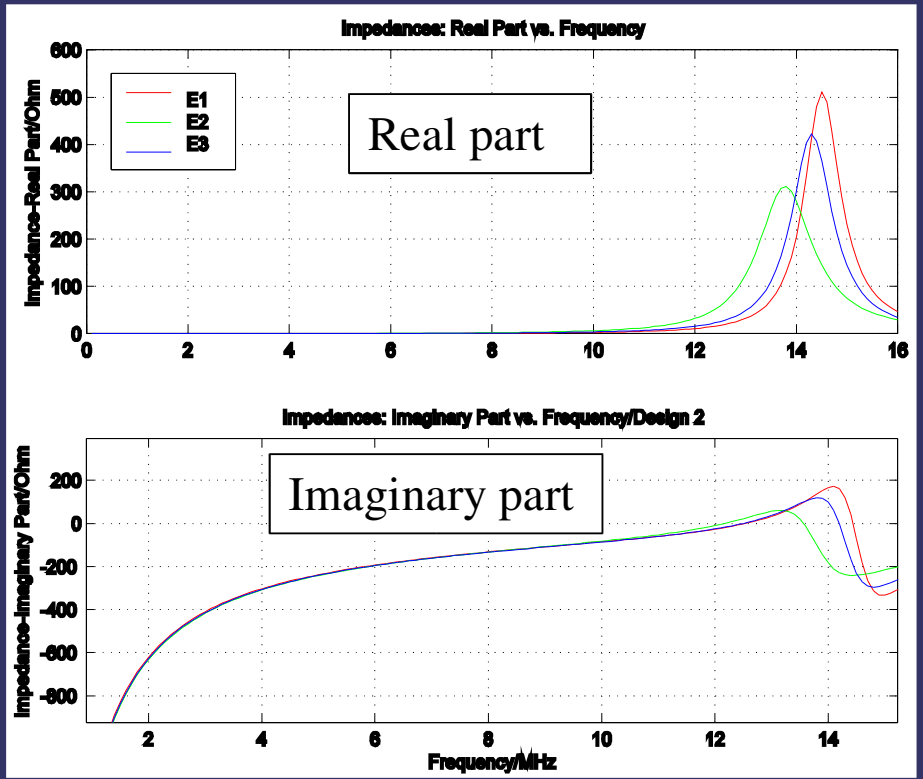 Impedances: Real Part vs. Frequency
Impedance-Real Part/Ohm
600
500
400
300
200
100
0
E1
E2
E3
Real part
0 2 4 6 8 10 12 14 16
Impedances: Imaginary Part vs. Frequency/Design 2
Impedance-Imaginary Part/Ohm
200
0
-200
-400
-600
-800
Imaginary part
2 4 6 8 10 12 14
Frequency/MHz